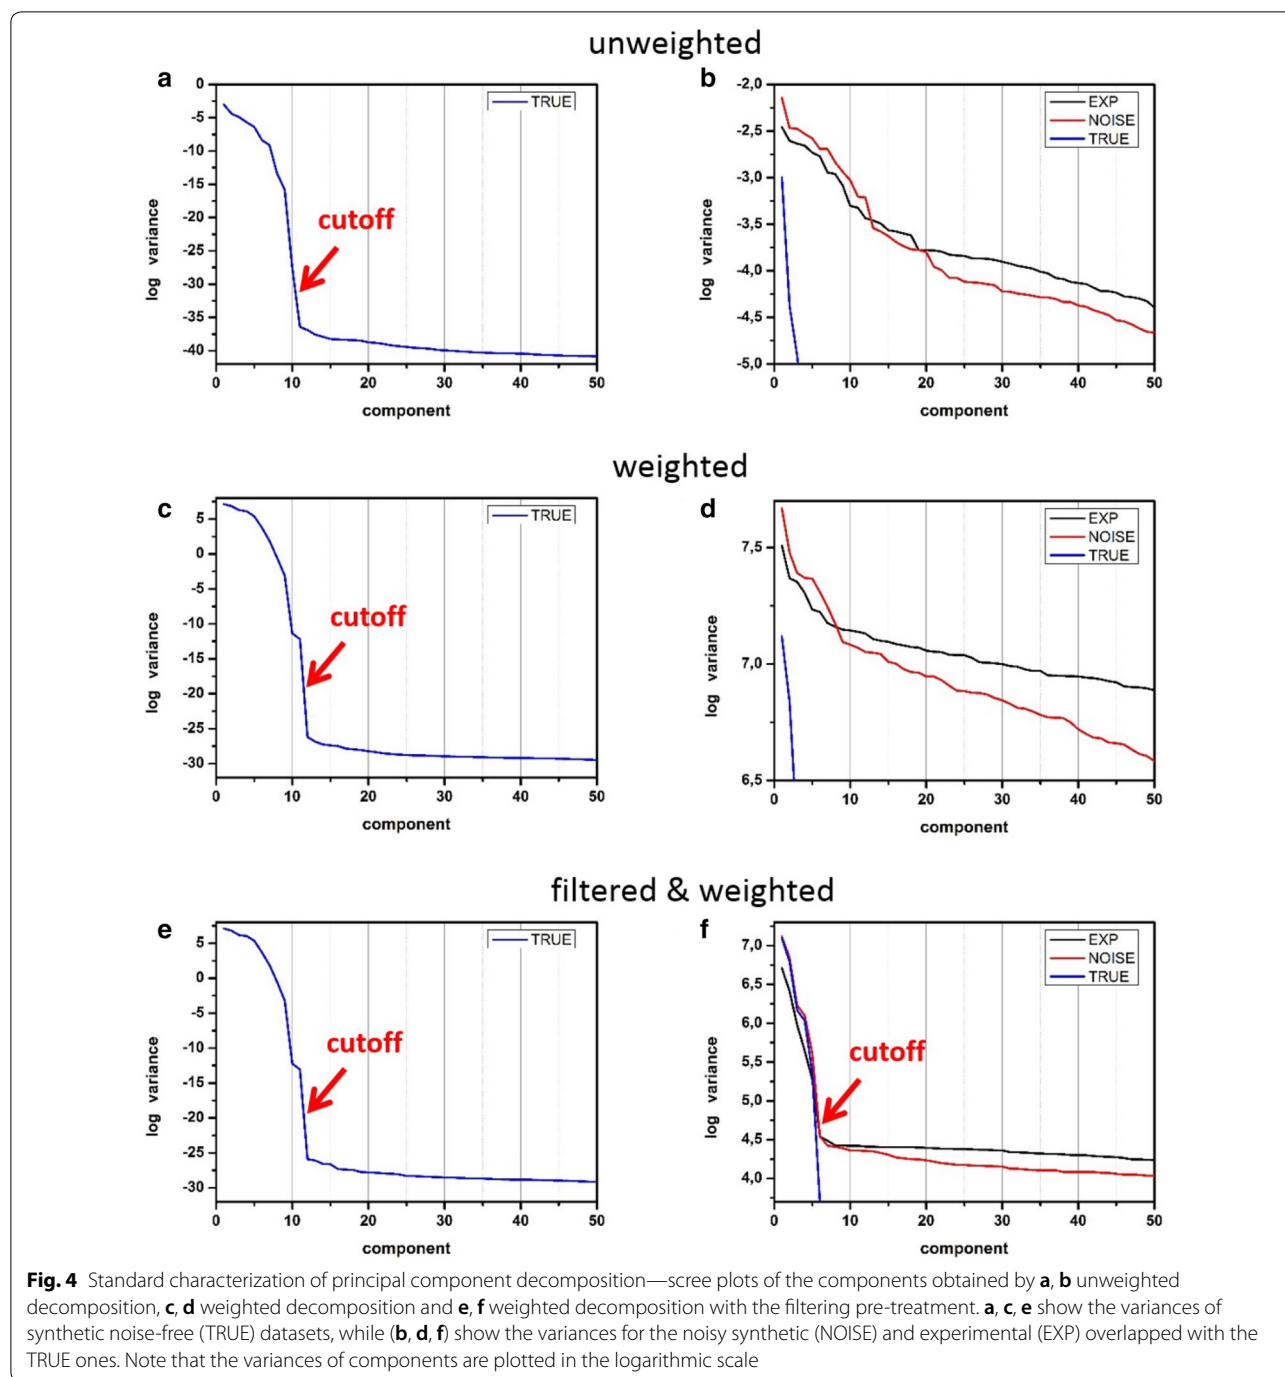 unweighted
a
0
-5
-10
-15
-20
-25
-30
-35
-40
log variance
TRUE
cutoff
0 10 20 30 40 50
component
b
-2,0
-2,5
-3,0
-3,5
-4,0
-4,5
-5,0
log variance
EXP
NOISE
TRUE
0 10 20 30 40 50
component
weighted
c
5
0
-5
-10
-15
-20
-25
-30
log variance
TRUE
cutoff
0 10 20 30 40 50
component
d
7,5
7,0
6,5
log variance
EXP
NOISE
TRUE
0 10 20 30 40 50
component
filtered & weighted
e
5
0
-5
-10
-15
-20
-25
-30
log variance
TRUE
cutoff
0 10 20 30 40 50
component
f
7,0
6,5
6,0
5,5
5,0
4,5
4,0
log variance
EXP
NOISE
TRUE
cutoff
0 10 20 30 40 50
component
Fig. 4 Standard characterization of principal component decomposition—scree plots of the components obtained by a, b unweighted
decomposition, c, d weighted decomposition and e, f weighted decomposition with the filtering pre-treatment. a, c, e show the variances of
synthetic noise-free (TRUE) datasets, while (b, d, f) show the variances for the noisy synthetic (NOISE) and experimental (EXP) overlapped with the
TRUE ones. Note that the variances of components are plotted in the logarithmic scale